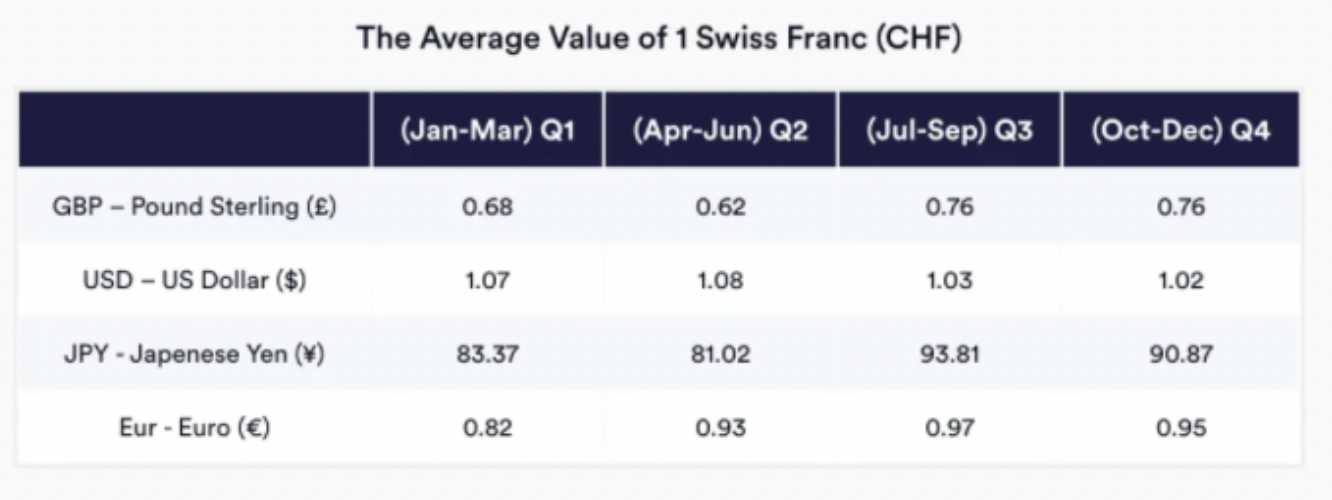 The Average Value of 1 Swiss Franc (CHF)
(Jan-Mar) Q1 (Apr-Jun) Q2 (Jul-Sep) Q3 (Oct-Dec) Q4
GBP – Pound Sterling (£) 0.68 0.62 0.76 0.76
USD – US Dollar ($) 1.07 1.08 1.03 1.02
JPY - Japenese Yen (¥) 83.37 81.02 93.81 90.87
Eur - Euro (€) 0.82 0.93 0.97 0.95